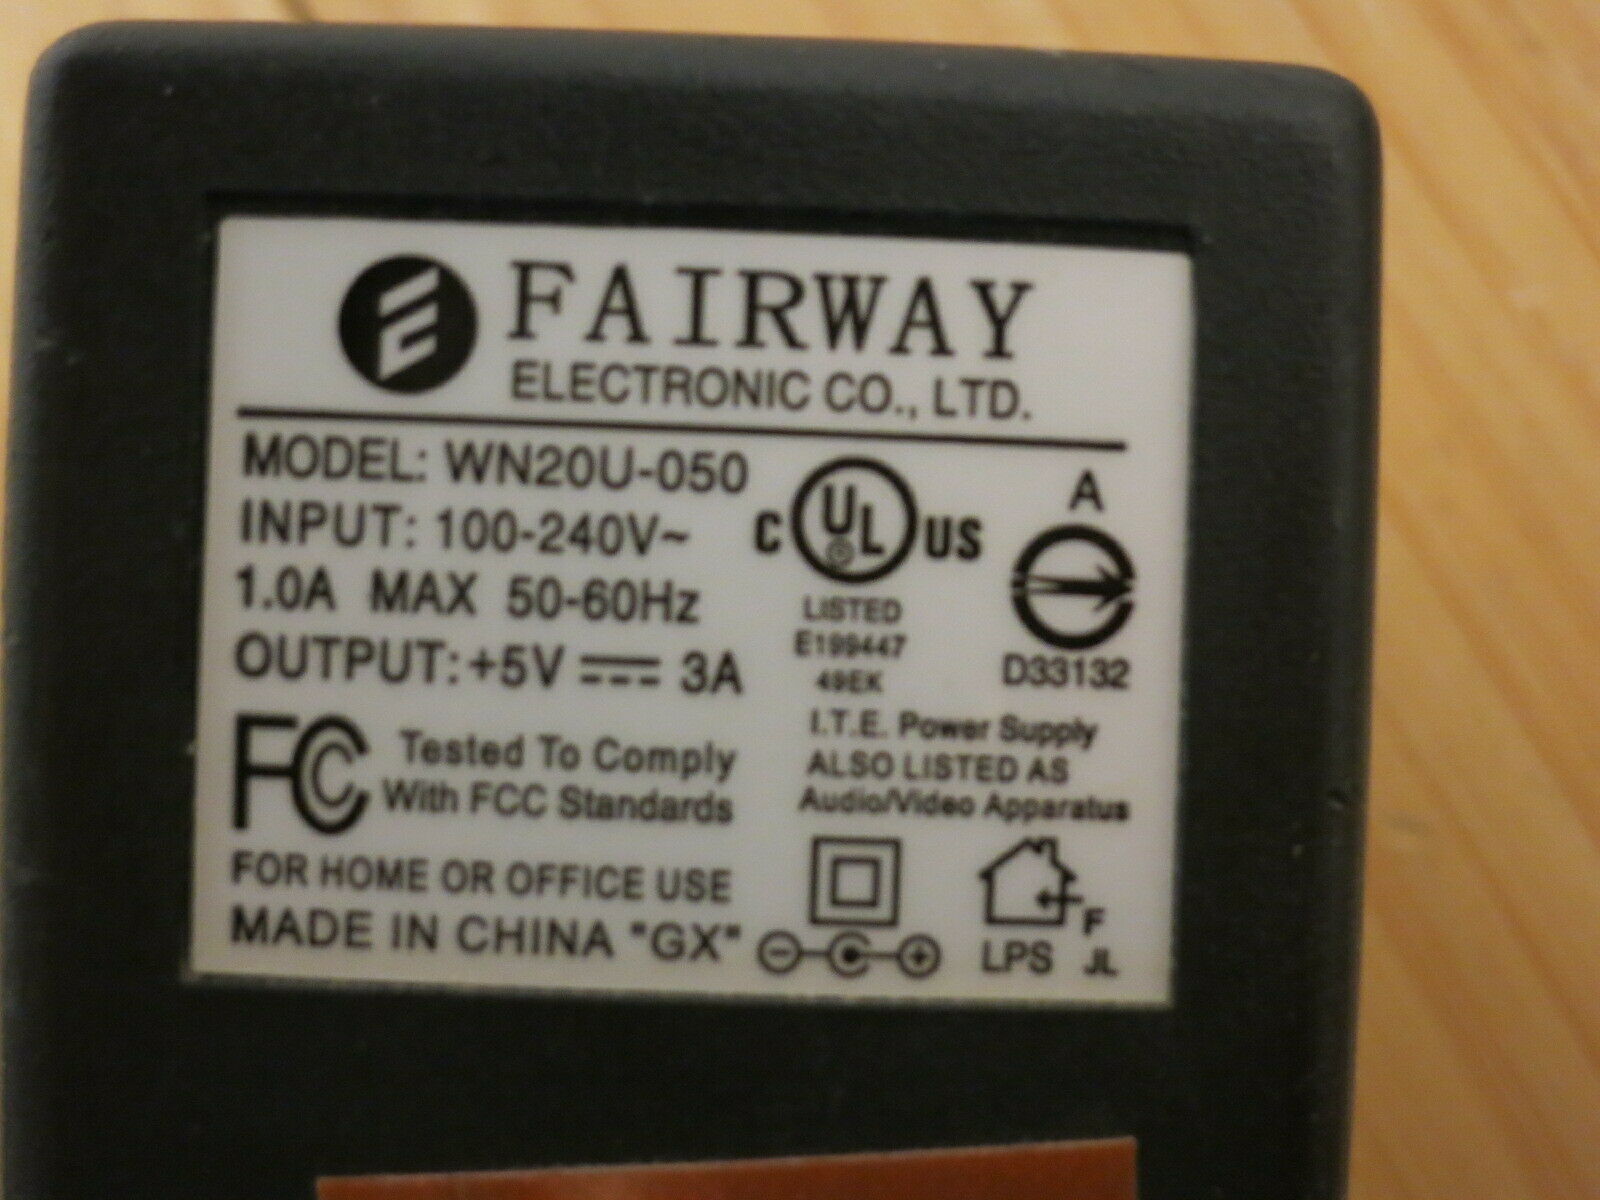 FAIRWAY
ELECTRONIC CO., LTD.
MODEL: WN20U-050
INPUT: 100-240V~
1.0A MAX 50-60Hz
OUTPUT: +5V ⎓ 3A
FC Tested To Comply
With FCC Standards
FOR HOME OR OFFICE USE
MADE IN CHINA "GX"
C UL US
®
LISTED
E199447
49EK
A
D33132
I.T.E. Power Supply
ALSO LISTED AS
Audio/Video Apparatus
F
LPS JL